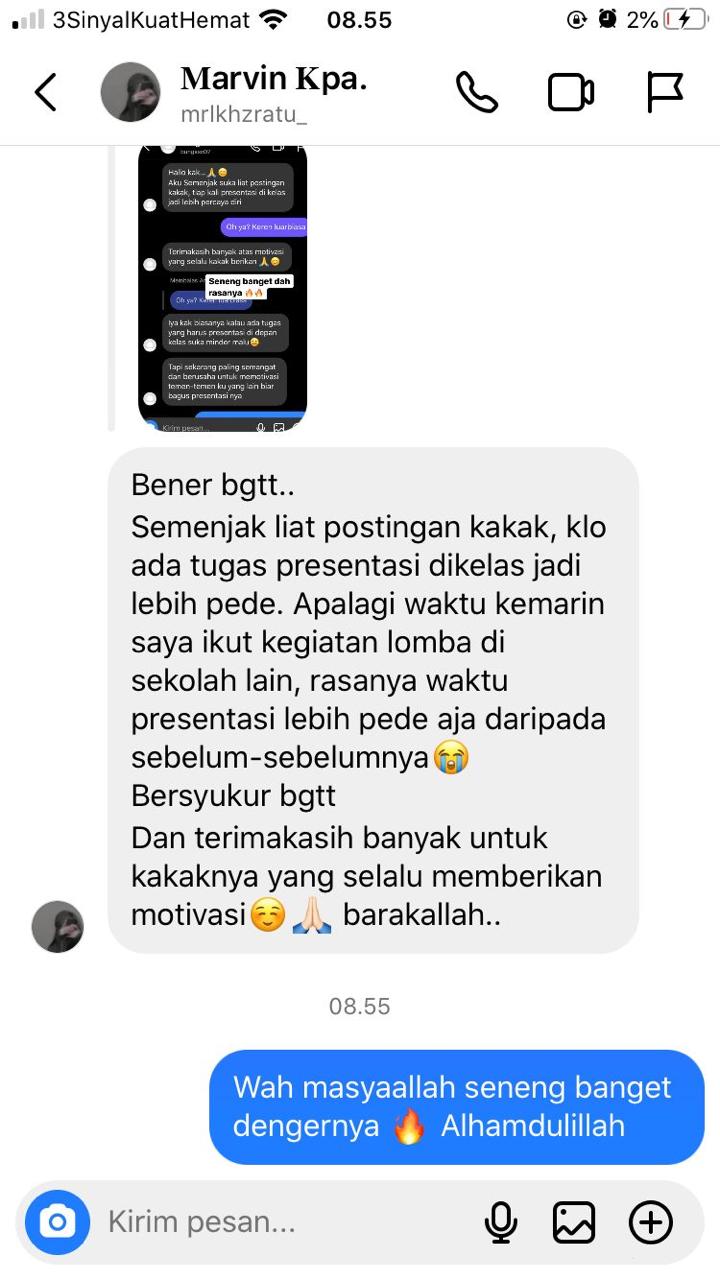 3SinyalKuatHemat 08.55 2%
Marvin Kpa.
mrlkhzratu_
Hallo kak...🙏😊
Aku Semenjak suka liat postingan
kakak, tiap kali presentasi di kelas
jadi lebih percaya diri
Oh ya? Keren luarbiasa
Terimakasih banyak atas motivasi
yang selalu kakak berikan 🙏😊
Seneng banget dah
rasanya 🔥🔥
Oh ya? Keren luarbiasa
Iya kak biasanya kalau ada tugas
yang harus presentasi di depan
kelas suka minder malu😅
Tapi sekarang paling semangat
dan berusaha untuk memotivasi
temen-temen ku yang lain biar
bagus presentasi nya
Kirim pesan...
Bener bgtt..
Semenjak liat postingan kakak, klo
ada tugas presentasi dikelas jadi
lebih pede. Apalagi waktu kemarin
saya ikut kegiatan lomba di
sekolah lain, rasanya waktu
presentasi lebih pede aja daripada
sebelum-sebelumnya😭
Bersyukur bgtt
Dan terimakasih banyak untuk
kakaknya yang selalu memberikan
motivasi☺️🙏🏻 barakallah..
08.55
Wah masyaallah seneng banget
dengernya 🔥 Alhamdulillah
Kirim pesan...